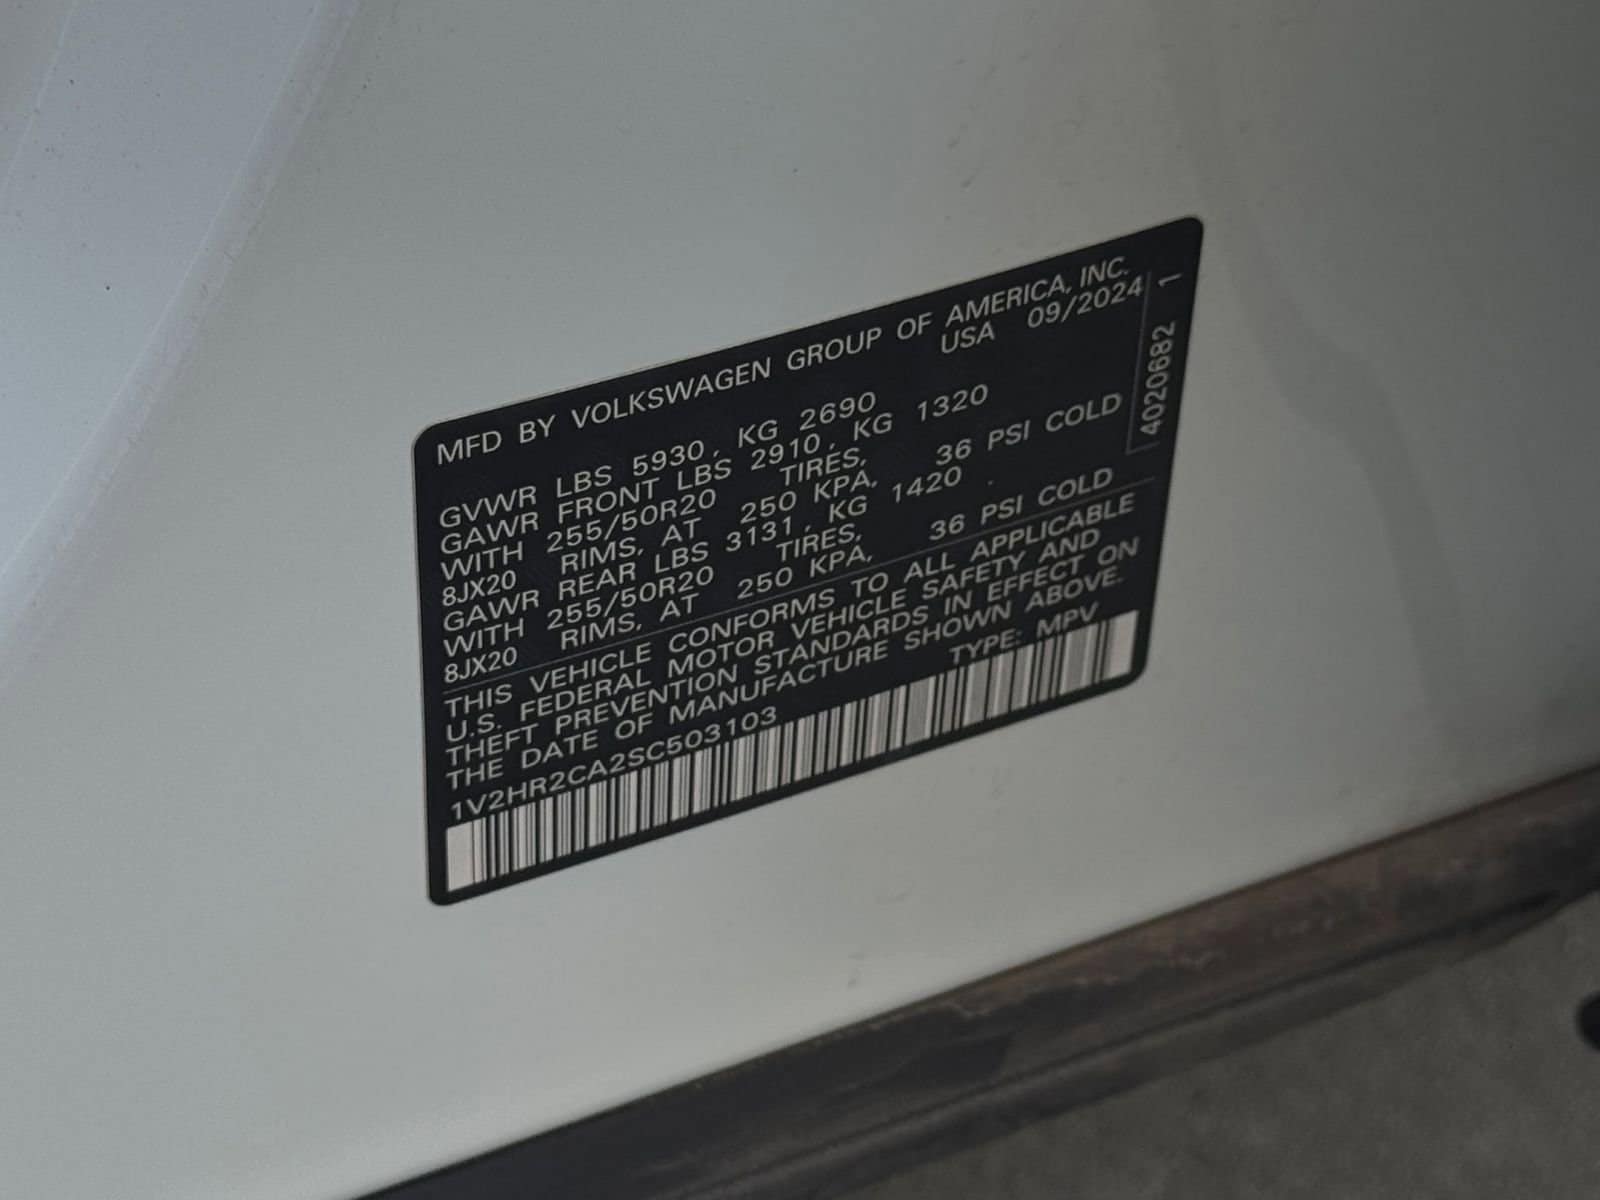 MFD BY VOLKSWAGEN GROUP OF AMERICA, INC.
USA 09/2024
GVWR LBS 5930, KG 2690
GAWR FRONT LBS 2910, KG 1320
WITH 255/50R20 TIRES,
8JX20 RIMS, AT 250 KPA, 36 PSI COLD
GAWR REAR LBS 3131, KG 1420
WITH 255/50R20 TIRES,
8JX20 RIMS, AT 250 KPA, 36 PSI COLD
THIS VEHICLE CONFORMS TO ALL APPLICABLE
U.S. FEDERAL MOTOR VEHICLE SAFETY AND
THEFT PREVENTION STANDARDS IN EFFECT ON
THE DATE OF MANUFACTURE SHOWN ABOVE.
1V2HR2CA2SC503103 TYPE: MPV
4020682 1